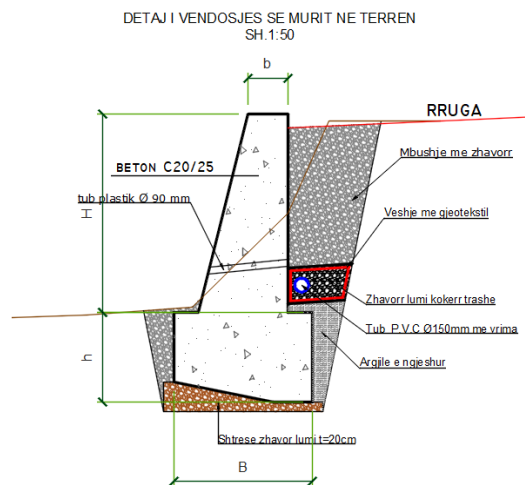 DETAJ I VENDOSJES SE MURIT NE TERREN
SH.1:50
b
RRUGA
Mbushje me zhavorr
BETON C20/25
tub plastik Ø 90 mm
H
Veshje me gjeotekstil
Zhavorr lumi kokerr trashe
Tub P.V.C Ø150mm me vrima
h
Argjile e ngjeshur
Shtrese zhavor lumi t=20cm
B